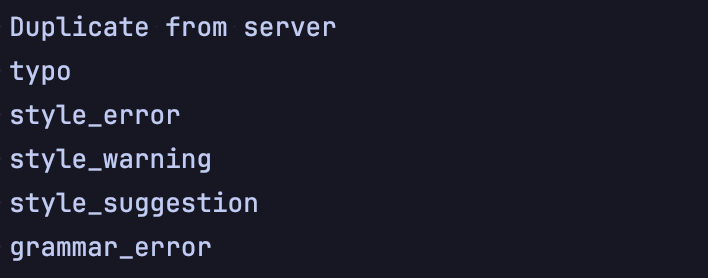 Duplicate from server
typo
style_error
style_warning
style_suggestion
grammar_error